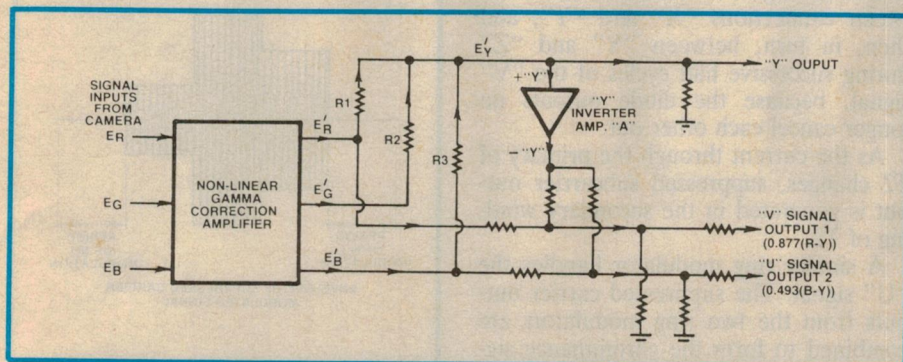 SIGNAL
INPUTS
FROM
CAMERA
ER
EG
EB
NON-LINEAR
GAMMA
CORRECTION
AMPLIFIER
E'R
E'G
E'B
R1
R2
R3
E'Y
+"Y"
"Y"
INVERTER
AMP. "A"
–"Y"
"Y" OUPUT
"V" SIGNAL
OUTPUT 1
(0.877(R-Y)
"U" SIGNAL
OUTPUT 2
(0.493(B-Y)